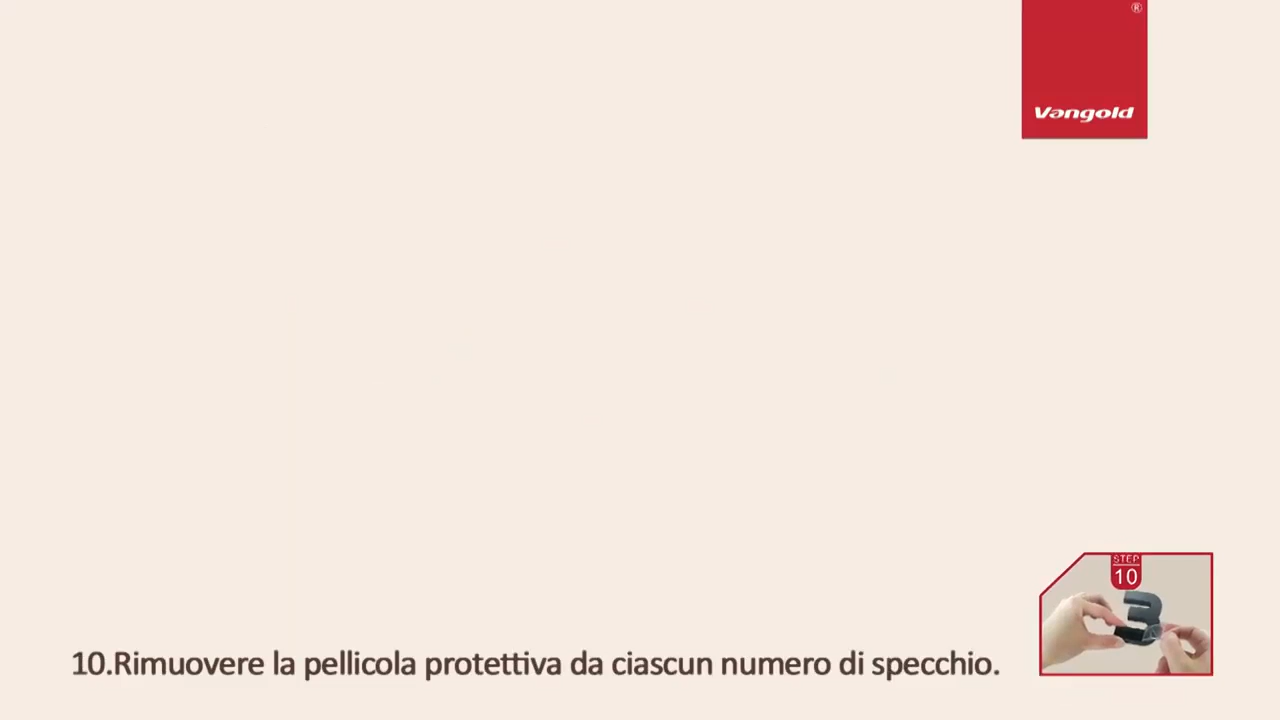 ®
Vangold
STEP
10
10.Rimuovere la pellicola protettiva da ciascun numero di specchio.